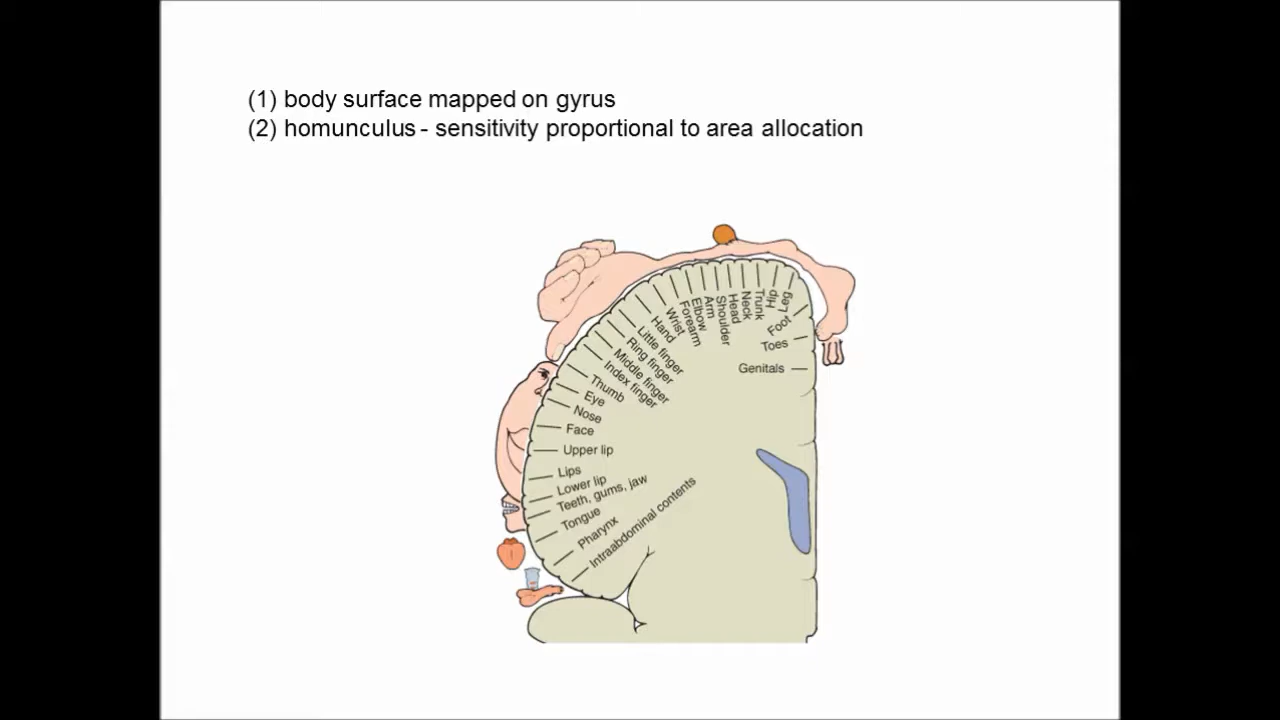 (1) body surface mapped on gyrus
(2) homunculus - sensitivity proportional to area allocation
Leg
Hip
Trunk
Neck
Head
Shoulder
Arm
Elbow
Forearm
Wrist
Hand
Little finger
Ring finger
Middle finger
Index finger
Thumb
Eye
Nose
Face
Upper lip
Lips
Lower lip
Teeth, gums, jaw
Tongue
Pharynx
Intraabdominal contents
Foot
Toes
Genitals